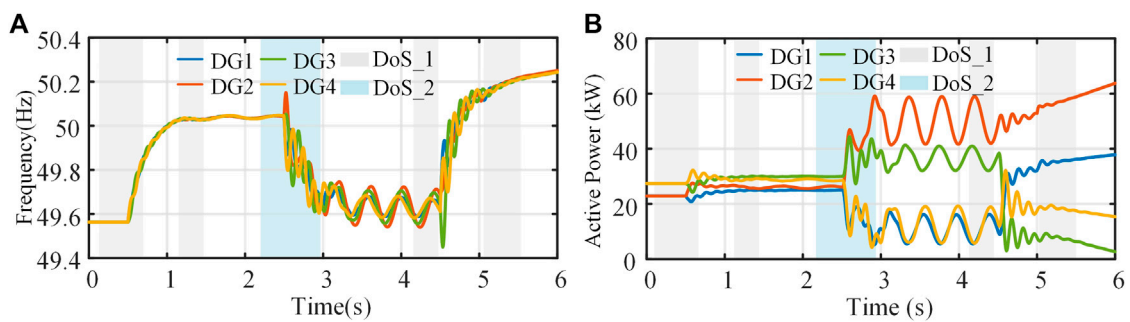 A
50.4
50.2
50
49.8
49.6
49.4
Frequency(Hz)
DG1 DG3 DoS_1
DG2 DG4 DoS_2
0 1 2 3 4 5 6
Time(s)
B
80
60
40
20
0
Active Power (kW)
DG1 DG3 DoS_1
DG2 DG4 DoS_2
0 1 2 3 4 5 6
Time (s)